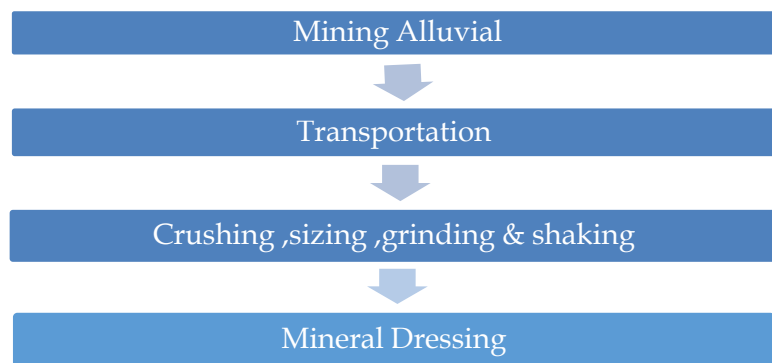 Mining Alluvial
Transportation
Crushing ,sizing ,grinding & shaking
Mineral Dressing